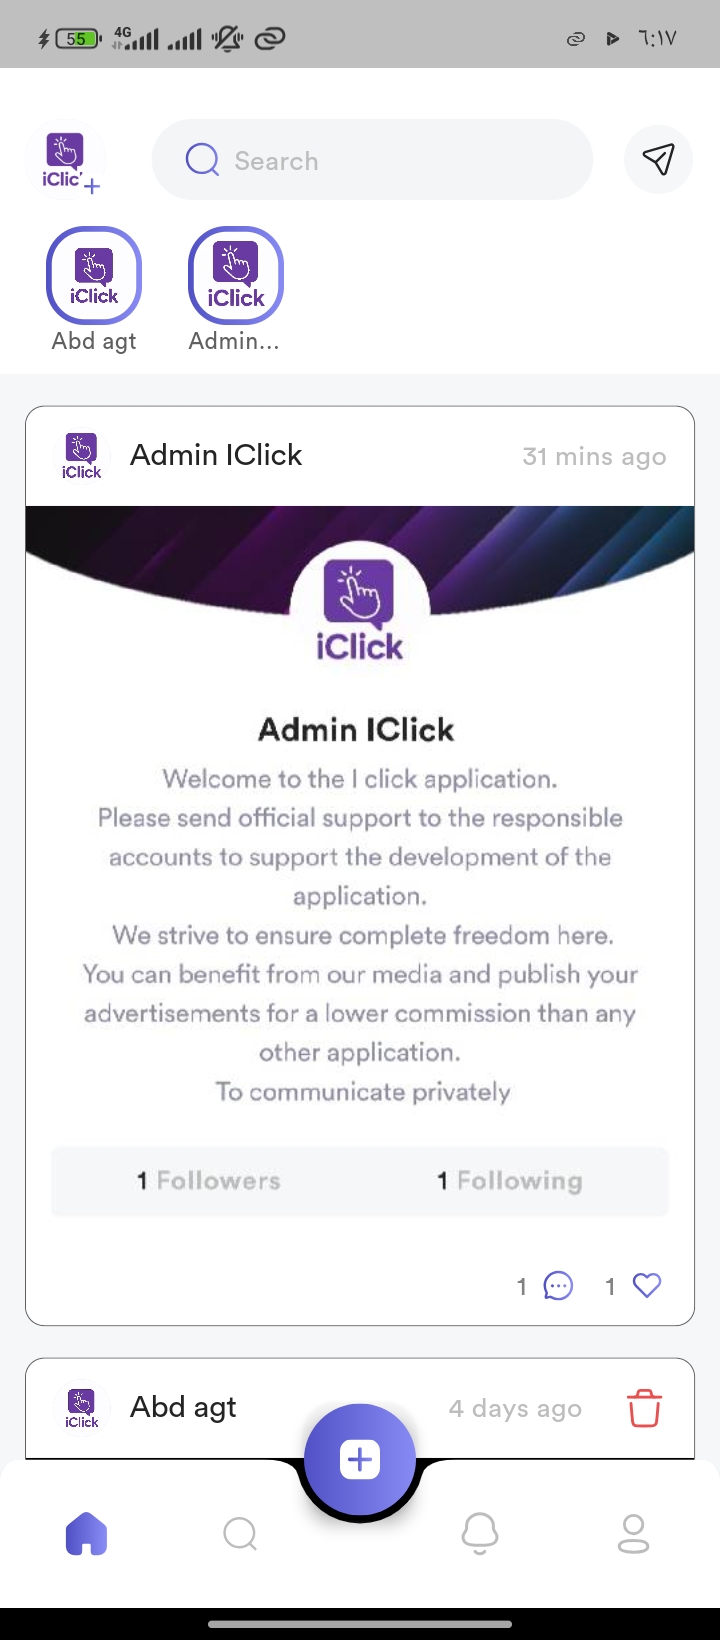 55 4G ٦:١٧
iClic
Search
iClick
iClick
Abd agt
Admin...
iClick
Admin IClick
31 mins ago
iClick
Admin IClick
Welcome to the I click application.
Please send official support to the responsible
accounts to support the development of the
application.
We strive to ensure complete freedom here.
You can benefit from our media and publish your
advertisements for a lower commission than any
other application.
To communicate privately
1 Followers
1 Following
1
1
iClick
Abd agt
4 days ago